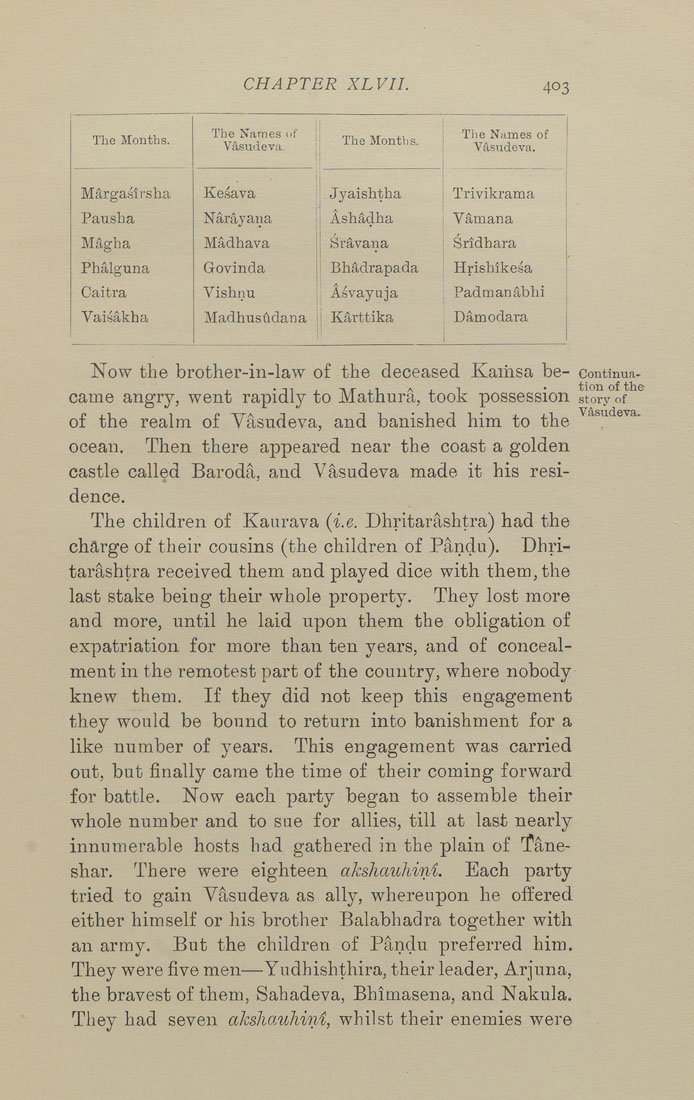 CHAPTER XLVII. 403
The Months. The Names of Vâsudeva. The Months. The Names of Vâsudeva.
Mârgaśîrsha Keśava Jyaishṭha Trivikrama
Pausha Nârâyaṇa Âshâḍha Vâmana
Mâgha Mâdhava Śrâvaṇa Śrîdhara
Phâlguna Govinda Bhâdrapada Hṛishîkeśa
Caitra Vishṇu Âśvayuja Padmanâbhi
Vaiśâkha Madhusûdana Kârttika Dâmodara
Now the brother-in-law of the deceased Kaṁsa be-
came angry, went rapidly to Mathurâ, took possession
of the realm of Vâsudeva, and banished him to the
ocean. Then there appeared near the coast a golden
castle called Barodâ, and Vâsudeva made it his resi-
dence.
Continua-
tion of the
story of
Vâsudeva.
The children of Kaurava (i.e. Dhṛitarâshṭra) had the
chârge of their cousins (the children of Pâṇḍu). Dhṛi-
tarâshṭra received them and played dice with them, the
last stake being their whole property. They lost more
and more, until he laid upon them the obligation of
expatriation for more than ten years, and of conceal-
ment in the remotest part of the country, where nobody
knew them. If they did not keep this engagement
they would be bound to return into banishment for a
like number of years. This engagement was carried
out, but finally came the time of their coming forward
for battle. Now each party began to assemble their
whole number and to sue for allies, till at last nearly
innumerable hosts had gathered in the plain of Tâne-
shar. There were eighteen akshauhiṇî. Each party
tried to gain Vâsudeva as ally, whereupon he offered
either himself or his brother Balabhadra together with
an army. But the children of Pâṇḍu preferred him.
They were five men—Yudhishṭhira, their leader, Arjuna,
the bravest of them, Sahadeva, Bhîmasena, and Nakula.
They had seven akshauhiṇî, whilst their enemies were